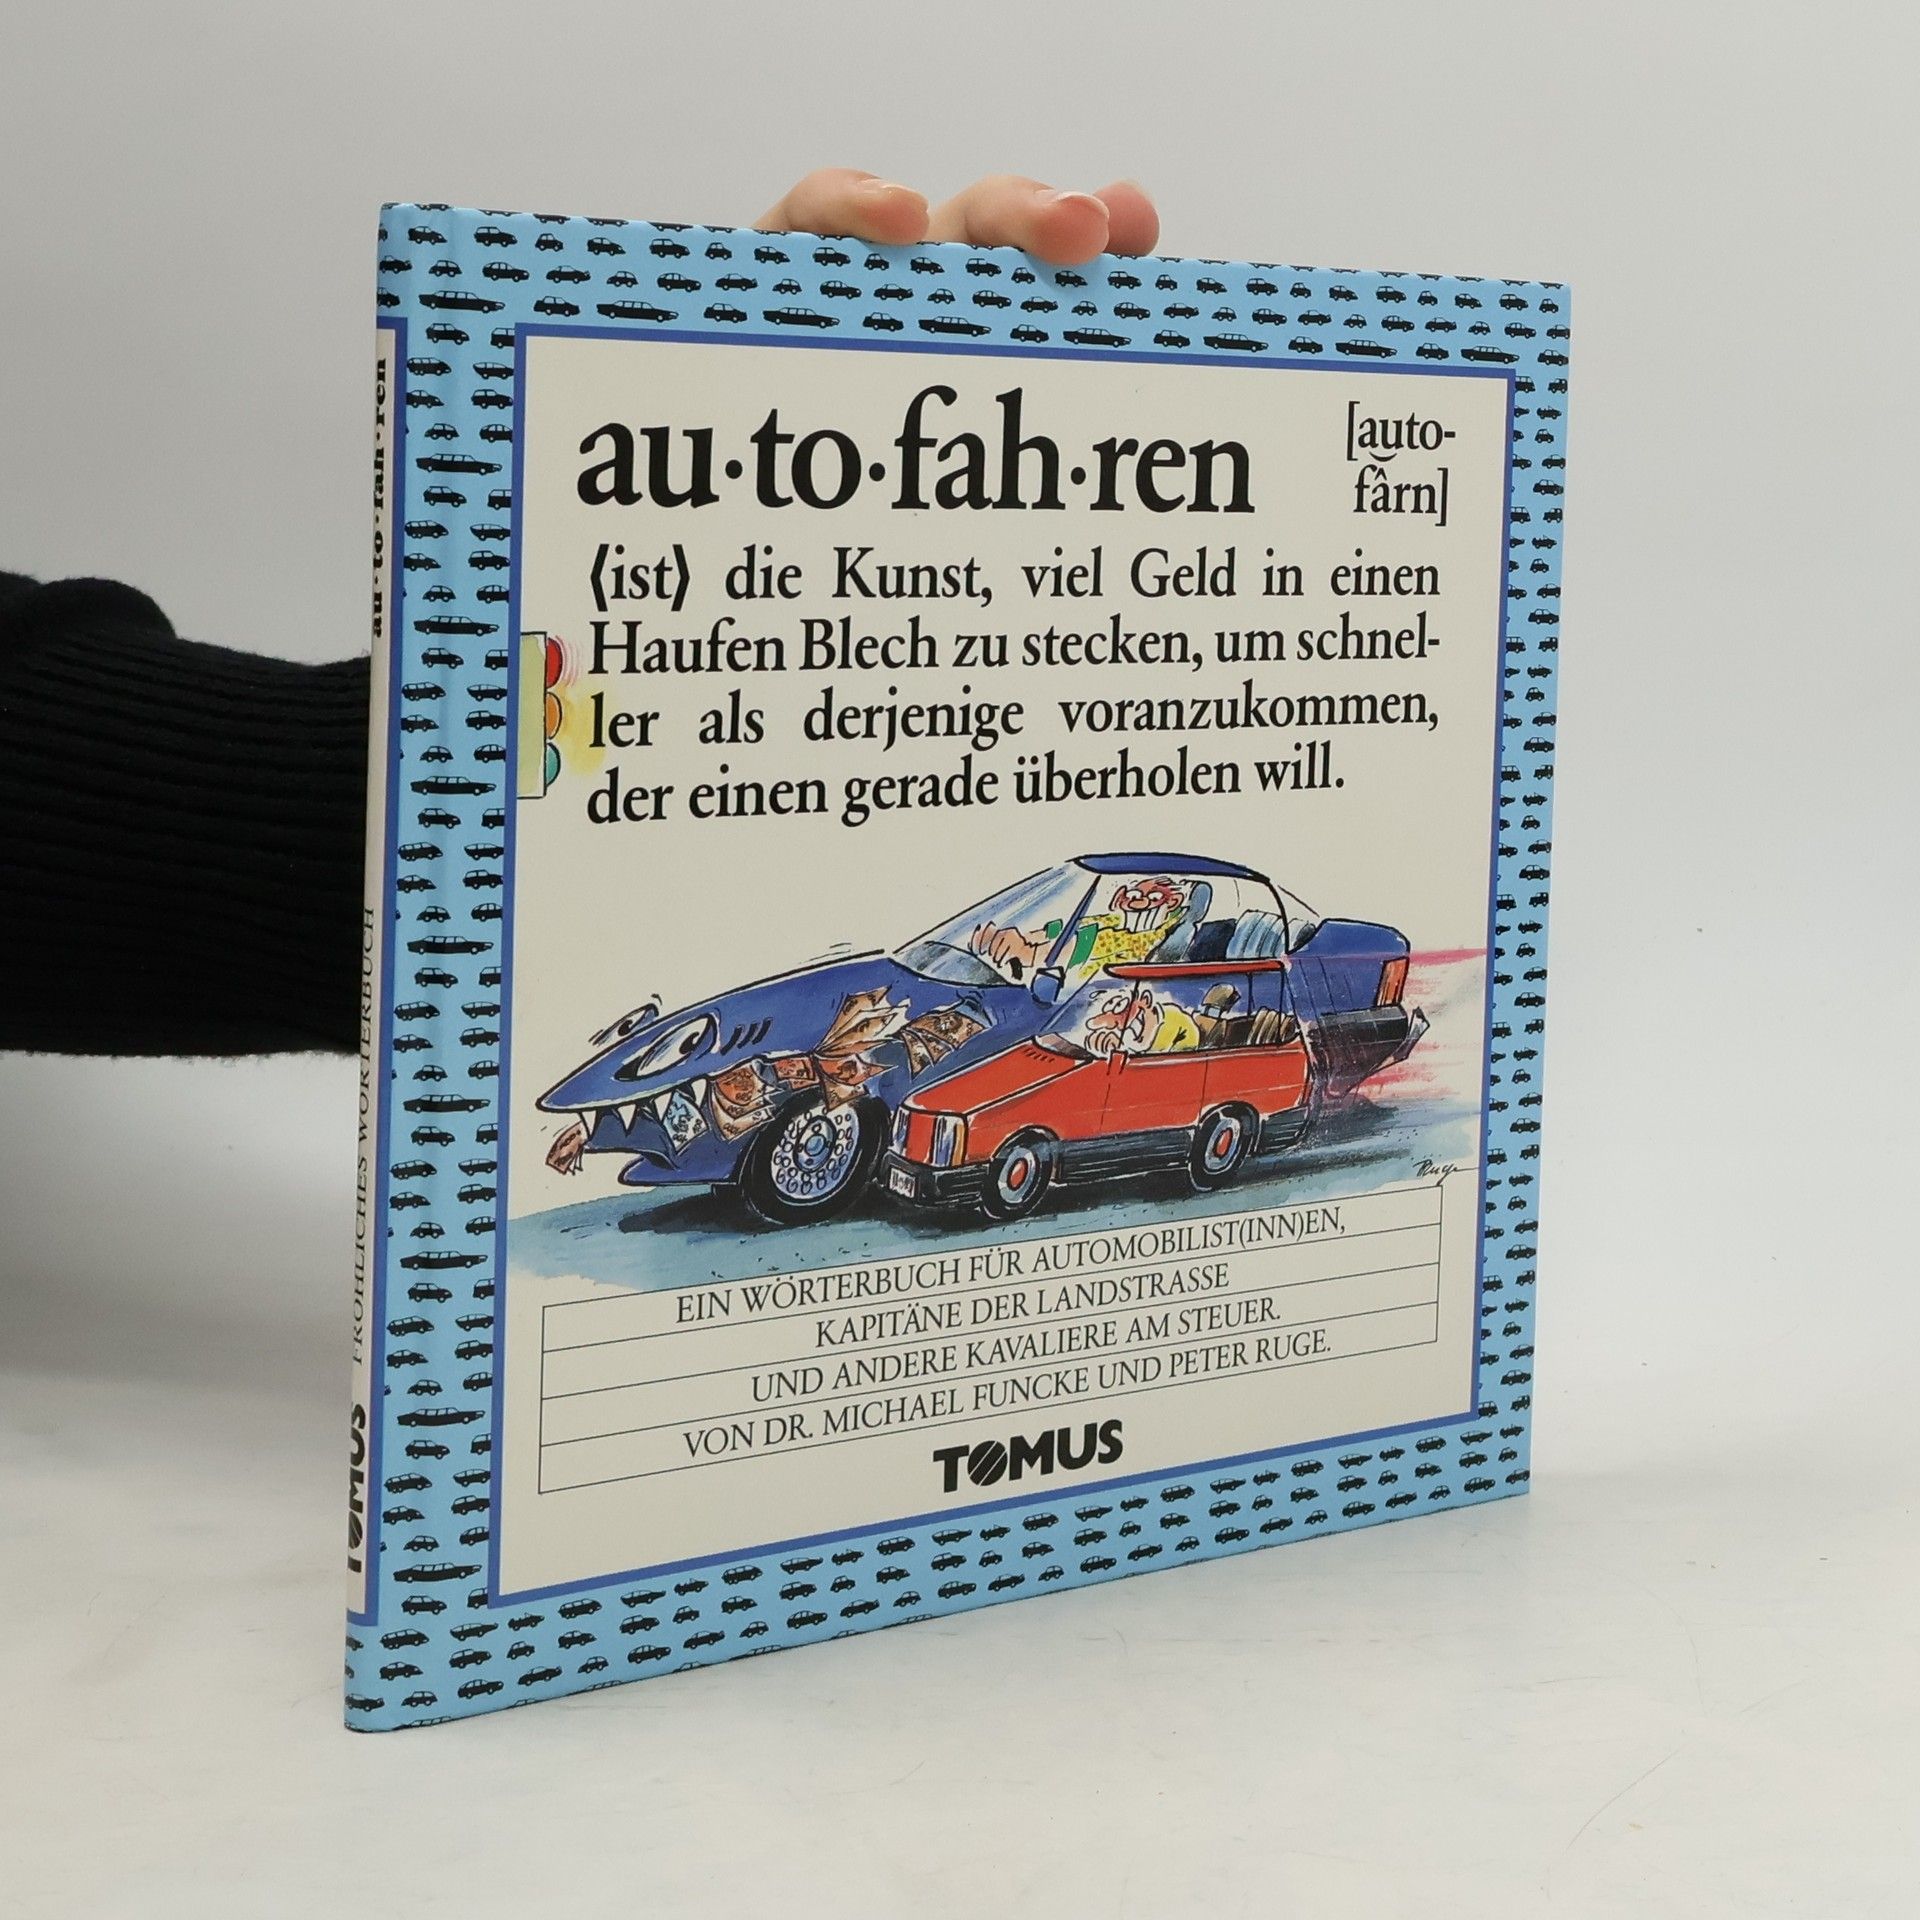 au·to·fah·ren
[auto-
fârn]
⟨ist⟩ die Kunst, viel Geld in einen
Haufen Blech zu stecken, um schnel-
ler als derjenige voranzukommen,
der einen gerade überholen will.
EIN WÖRTERBUCH FÜR AUTOMOBILIST(INN)EN,
KAPITÄNE DER LANDSTRASSE
UND ANDERE KAVALIERE AM STEUER.
VON DR. MICHAEL FUNCKE UND PETER RUGE.
TOMUS
au·to·fah·ren
FRÖHLICHES WÖRTERBUCH
TOMUS